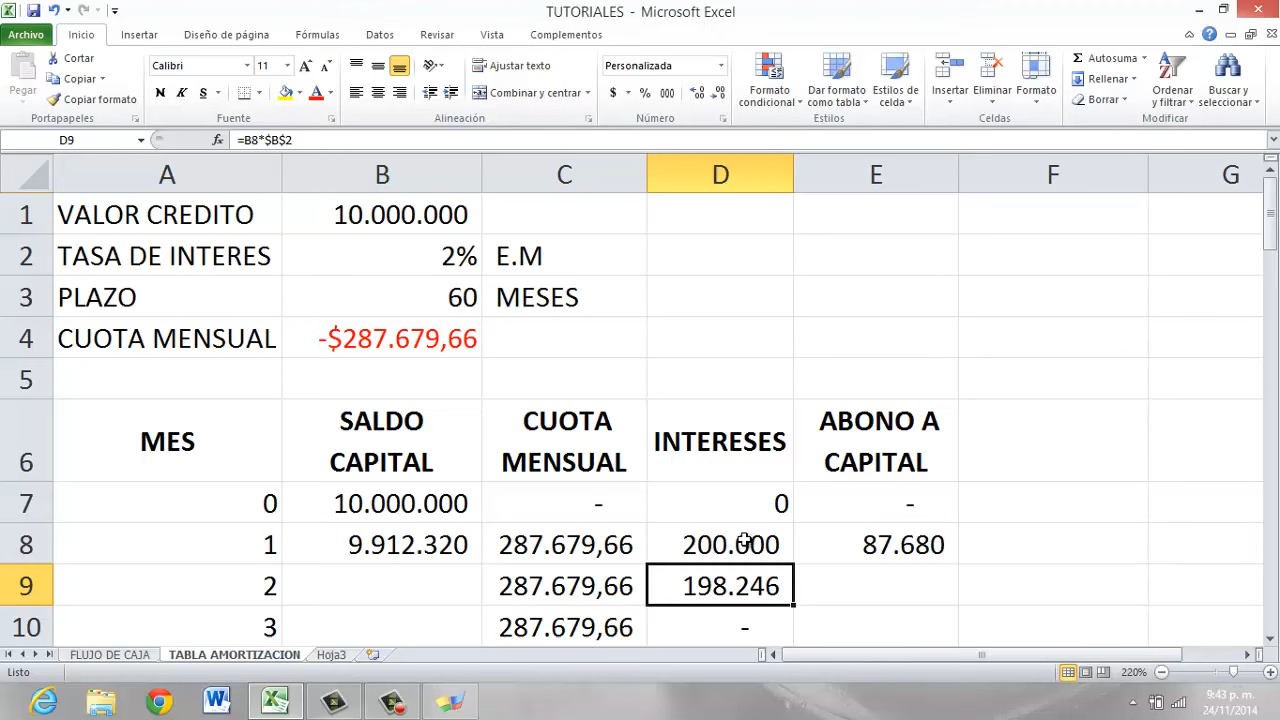 TUTORIALES - Microsoft Excel
Archivo Inicio Insertar Diseño de página Fórmulas Datos Revisar Vista Complementos
Pegar
Cortar
Copiar
Copiar formato
Portapapeles
Calibri 11
N K S
Fuente
Ajustar texto
Combinar y centrar
Alineación
Personalizada
$ % 000
Número
Formato condicional
Dar formato como tabla
Estilos de celda
Estilos
Insertar Eliminar Formato
Celdas
Σ Autosuma
Rellenar
Borrar
Ordenar y filtrar
Buscar y seleccionar
Modificar
D9 fx =B8*$B$2
A B C D E F G
1 VALOR CREDITO 10.000.000
2 TASA DE INTERES 2% E.M
3 PLAZO 60 MESES
4 CUOTA MENSUAL -$287.679,66
5
6 MES SALDO CAPITAL CUOTA MENSUAL INTERESES ABONO A CAPITAL
7 0 10.000.000 - 0 -
8 1 9.912.320 287.679,66 200.000 87.680
9 2 287.679,66 198.246
10 3 287.679,66 -
FLUJO DE CAJA TABLA AMORTIZACION Hoja3
Listo 220%
9:43 p. m.
24/11/2014